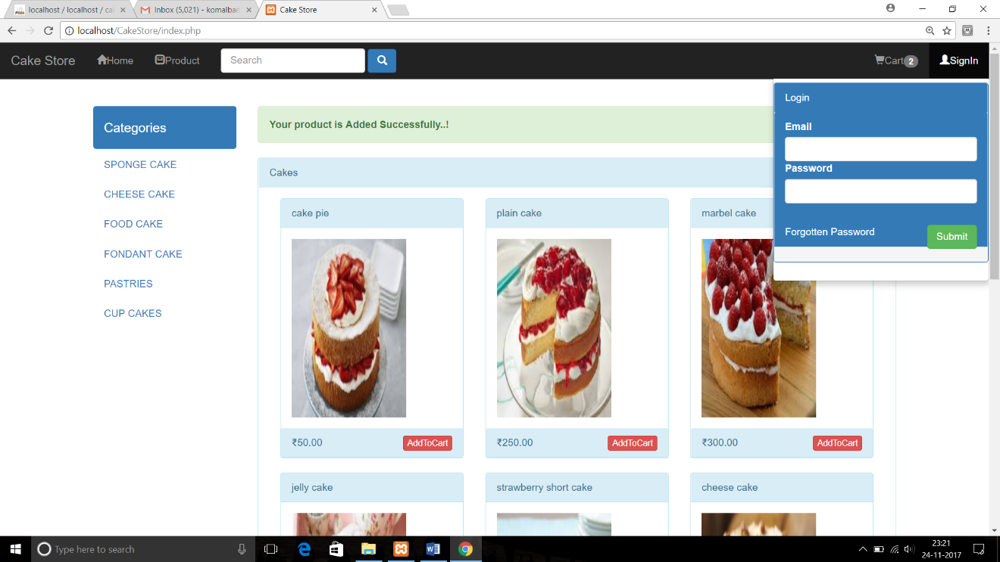 localhost / localhost / cal
Inbox (5,021) - komalbad
Cake Store
localhost/CakeStore/index.php
Cake Store Home Product Search Cart 2 SignIn
Login
Email
Password
Forgotten Password Submit
Categories
SPONGE CAKE
CHEESE CAKE
FOOD CAKE
FONDANT CAKE
PASTRIES
CUP CAKES
Your product is Added Successfully..!
Cakes
cake pie plain cake marbel cake
₹50.00 AddToCart ₹250.00 AddToCart ₹300.00 AddToCart
jelly cake strawberry short cake cheese cake
Type here to search
23:21
24-11-2017